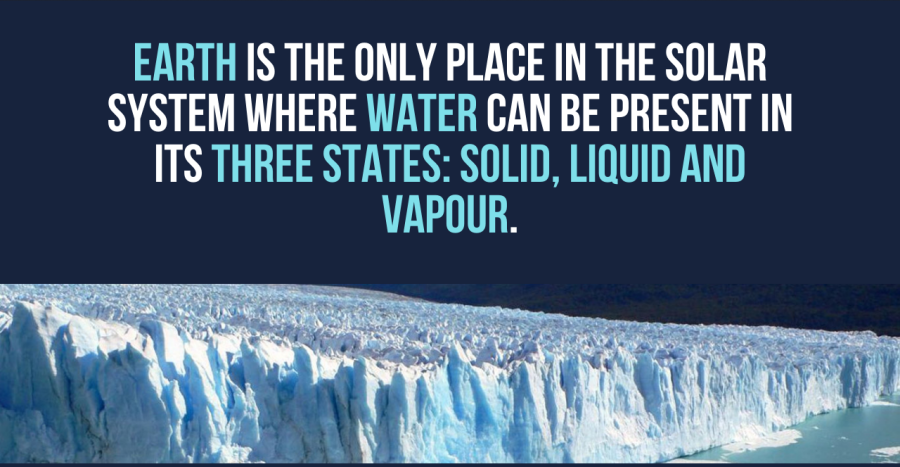 EARTH IS THE ONLY PLACE IN THE SOLAR
SYSTEM WHERE WATER CAN BE PRESENT IN
ITS THREE STATES: SOLID, LIQUID AND
VAPOUR.